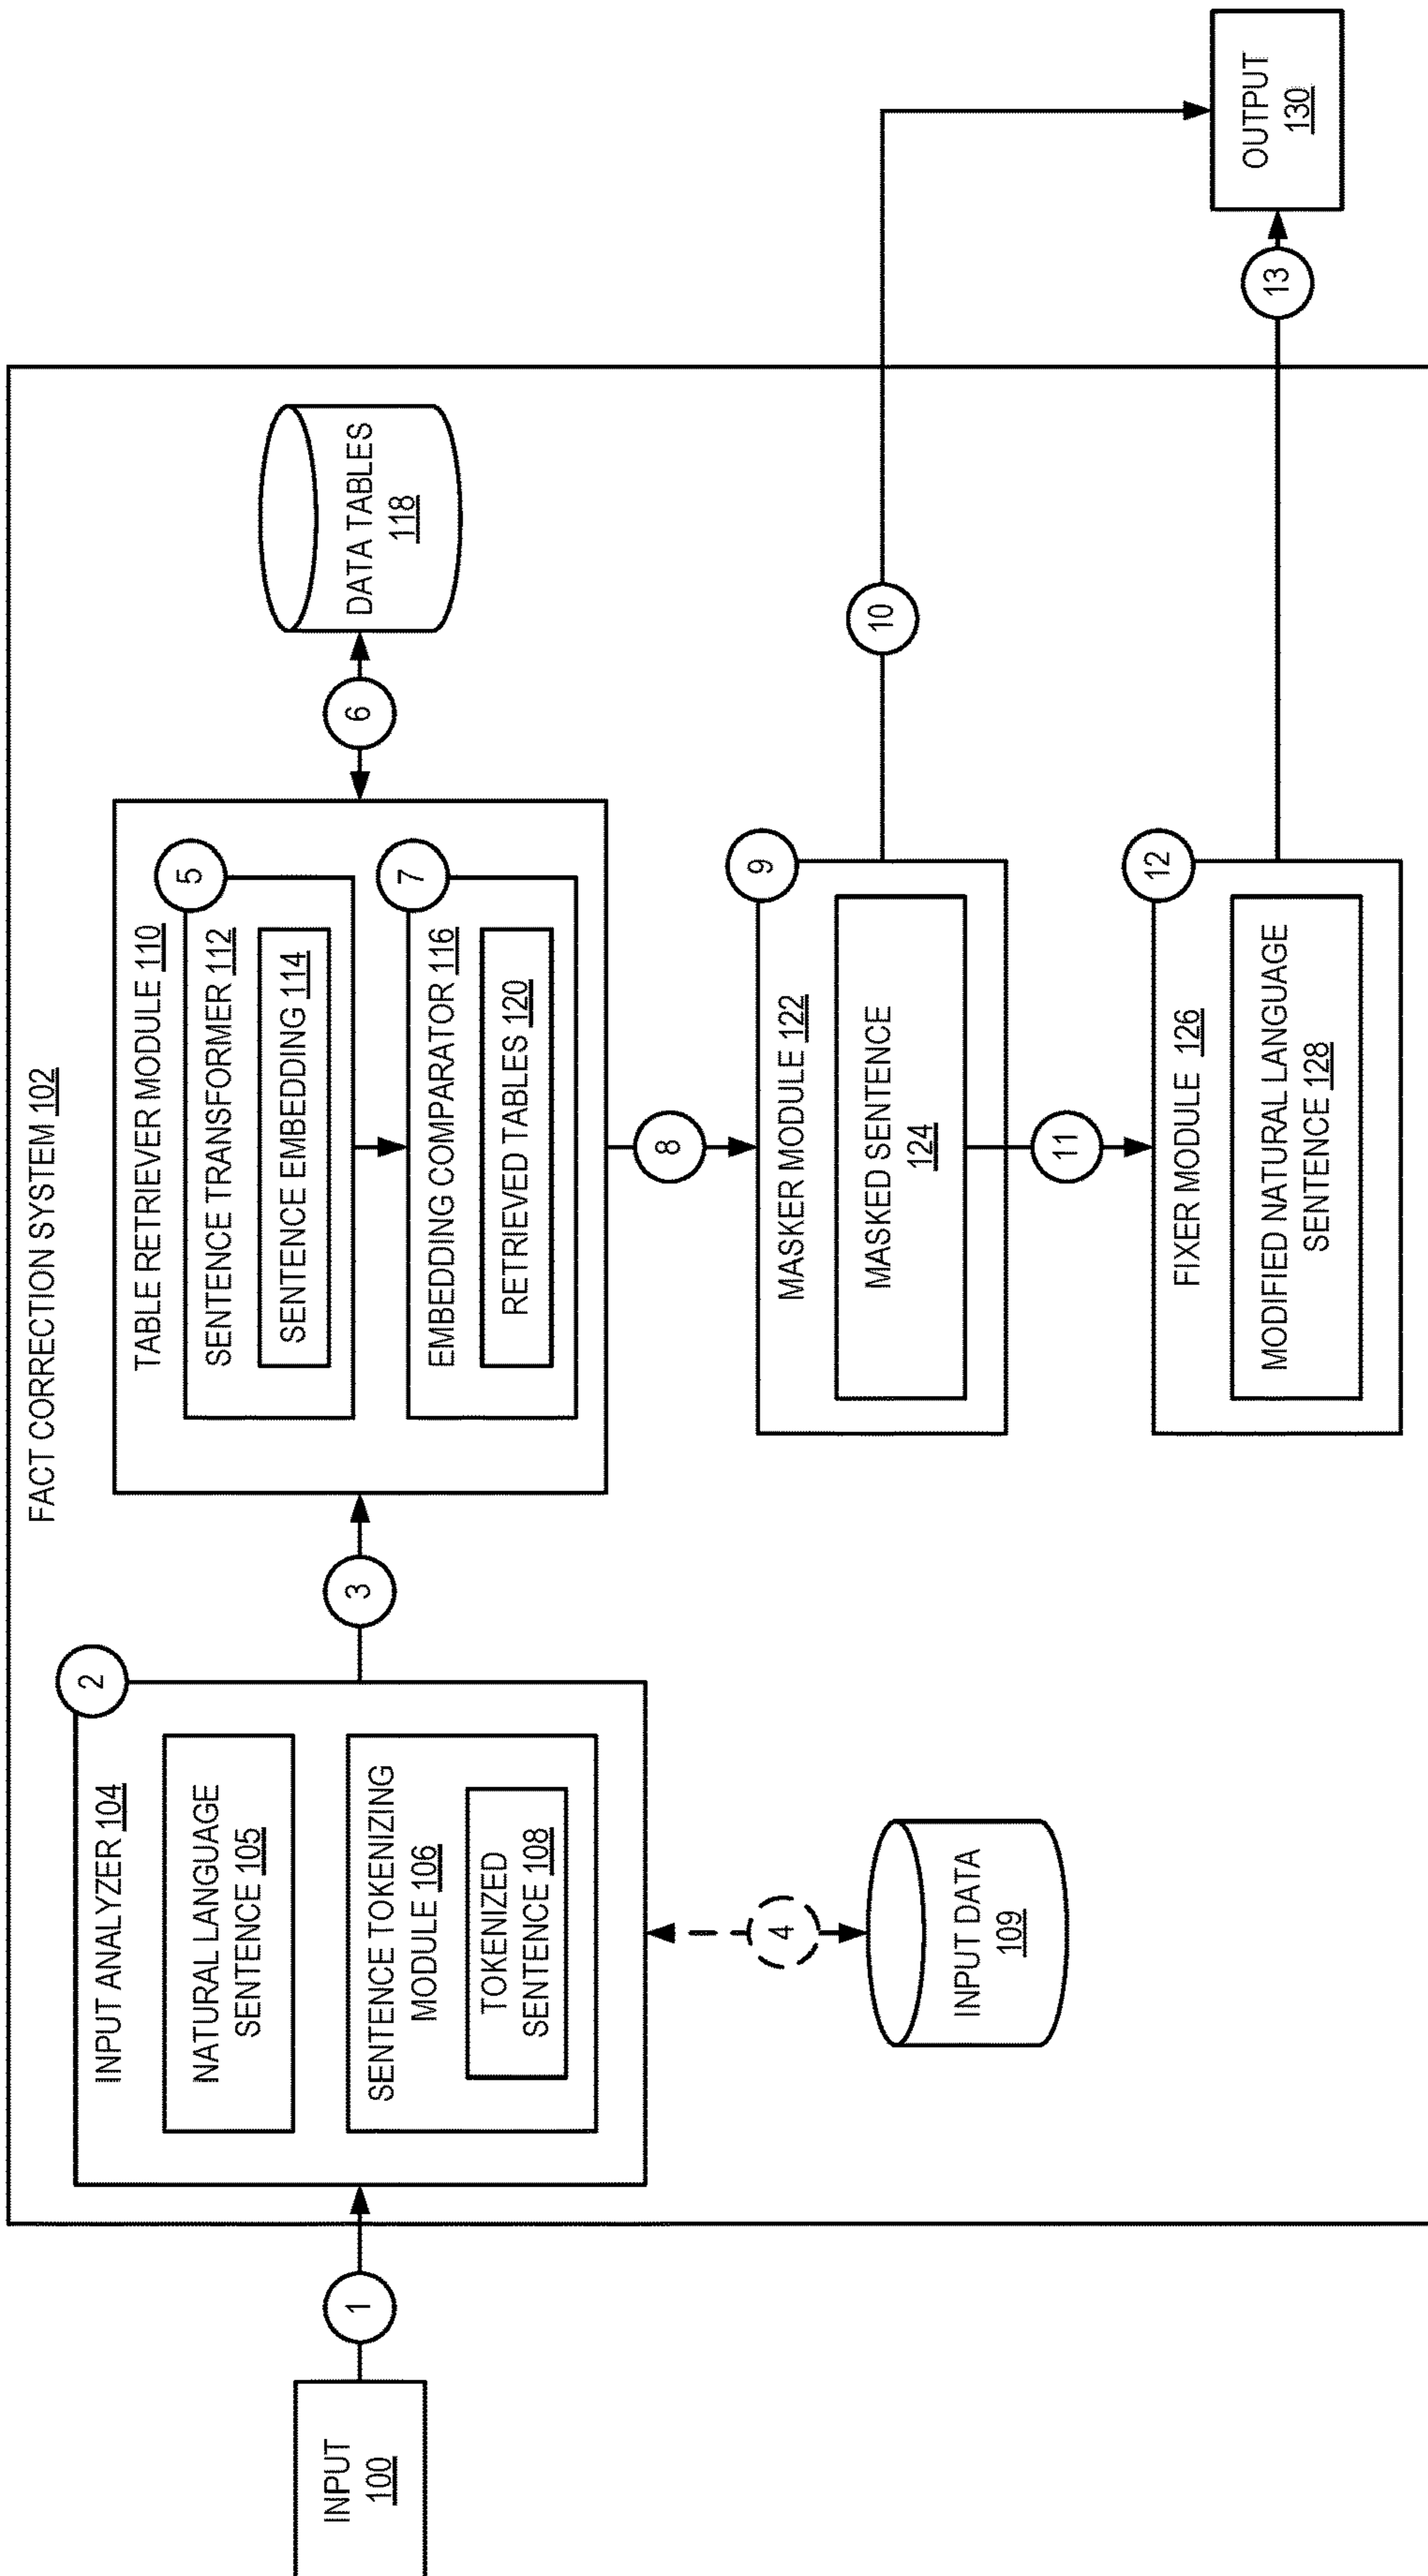 FACT CORRECTION SYSTEM 102
INPUT
100
1
2
INPUT ANALYZER 104
NATURAL LANGUAGE
SENTENCE 105
SENTENCE TOKENIZING
MODULE 106
TOKENIZED
SENTENCE 108
4
INPUT DATA
109
3
TABLE RETRIEVER MODULE 110
5
SENTENCE TRANSFORMER 112
SENTENCE EMBEDDING 114
7
EMBEDDING COMPARATOR 116
RETRIEVED TABLES 120
6
DATA TABLES
118
8
9
MASKER MODULE 122
MASKED SENTENCE
124
10
11
12
FIXER MODULE 126
MODIFIED NATURAL LANGUAGE
SENTENCE 128
13
OUTPUT
130